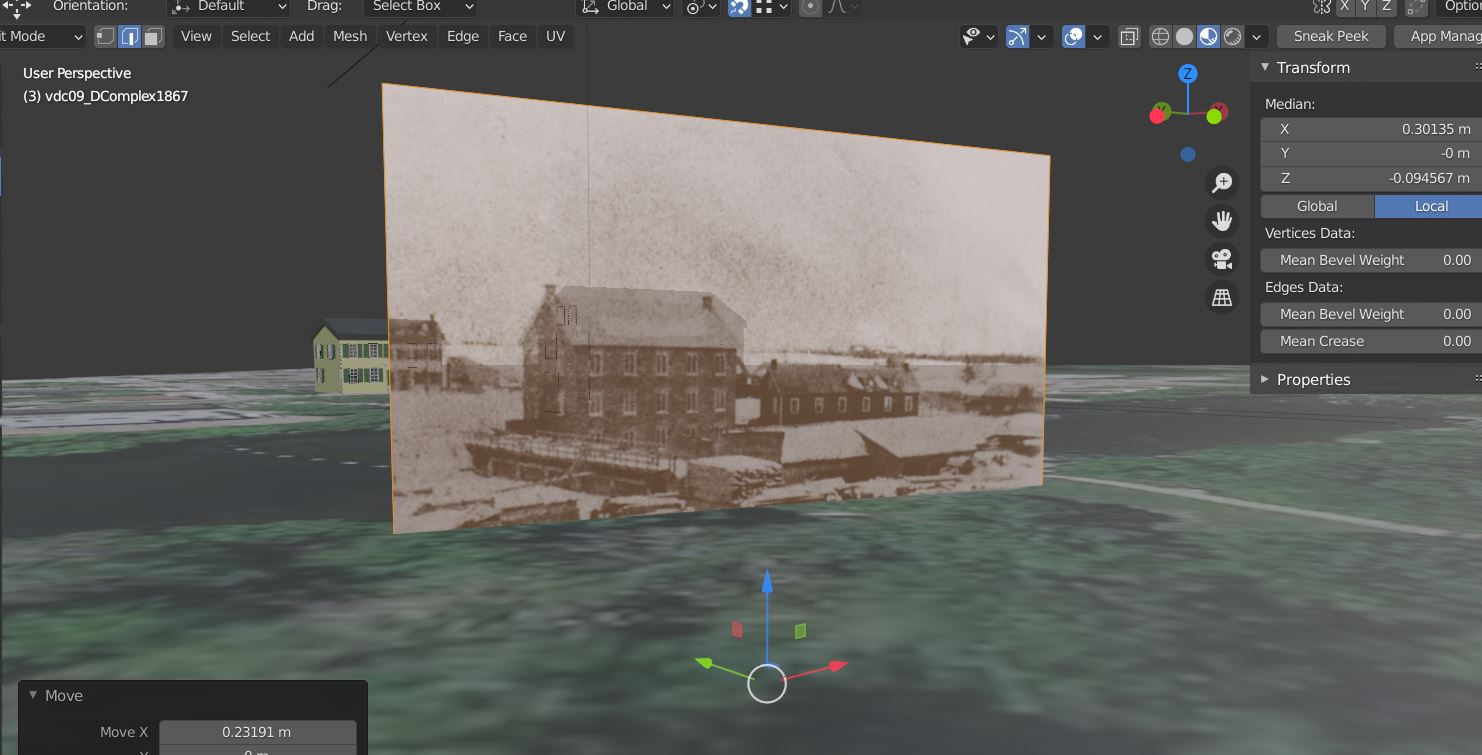 Orientation: Default Drag: Select Box Global X Y Z Optio
it Mode View Select Add Mesh Vertex Edge Face UV Sneak Peek App Manag
User Perspective
(3) vdc09_DComplex1867
Z
Y
Transform
Median:
X 0.30135 m
Y -0 m
Z -0.094567 m
Global Local
Vertices Data:
Mean Bevel Weight 0.00
Edges Data:
Mean Bevel Weight 0.00
Mean Crease 0.00
Properties
Move
Move X 0.23191 m
Y 0 m